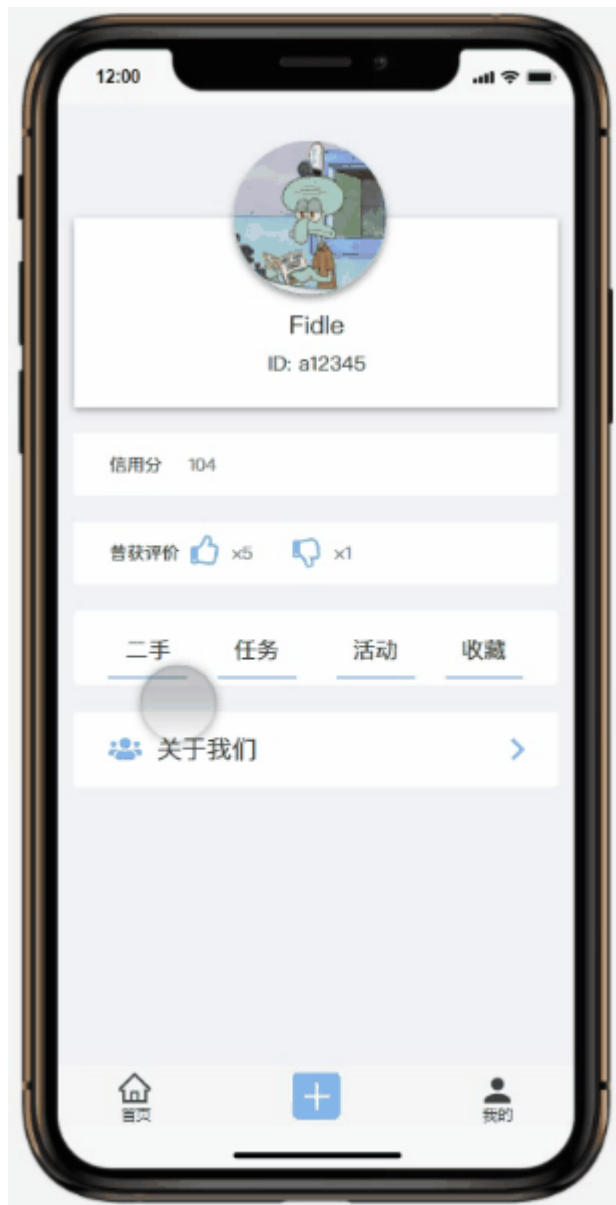 12:00
Fidle
ID: a12345
信用分 104
曾获评价 x5 x1
二手 任务 活动 收藏
关于我们
首页 我的